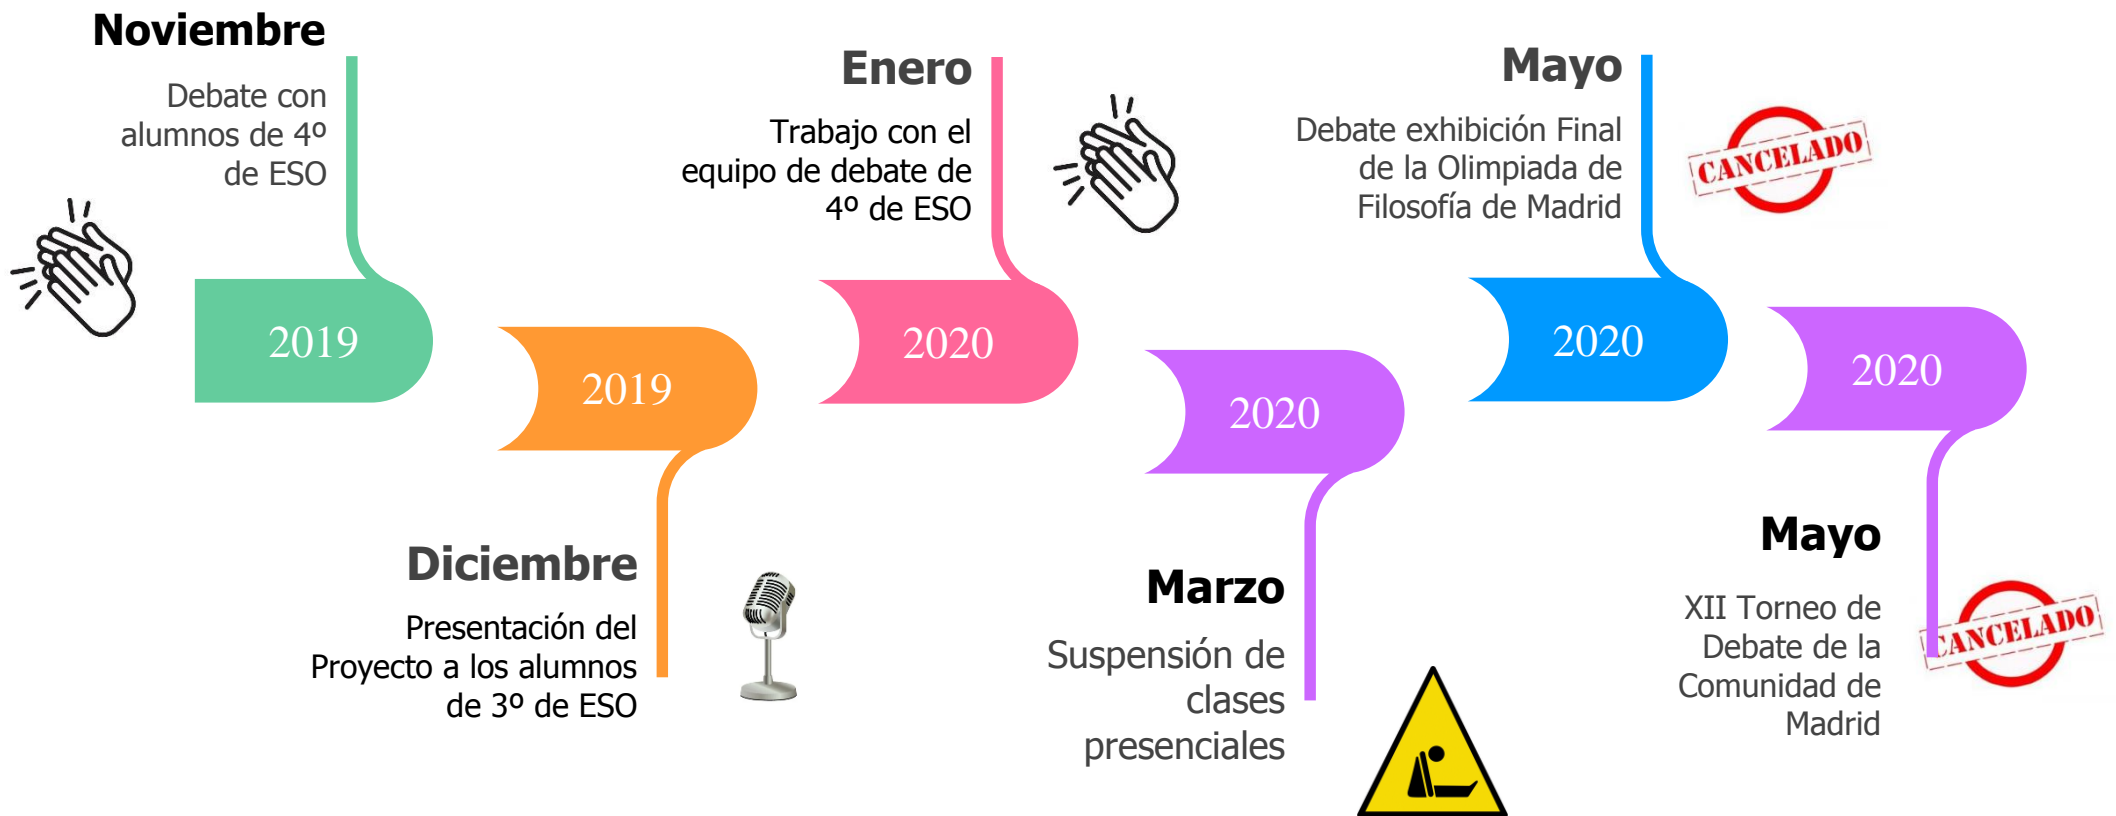 Noviembre
Debate con
alumnos de 4º
de ESO
2019
2019
Diciembre
Presentación del
Proyecto a los alumnos
de 3º de ESO
Enero
Trabajo con el
equipo de debate de
4º de ESO
2020
2020
Marzo
Suspensión de
clases
presenciales
Mayo
Debate exhibición Final
de la Olimpiada de
Filosofía de Madrid
CANCELADO
2020
2020
Mayo
XII Torneo de
Debate de la
Comunidad de
Madrid
CANCELADO